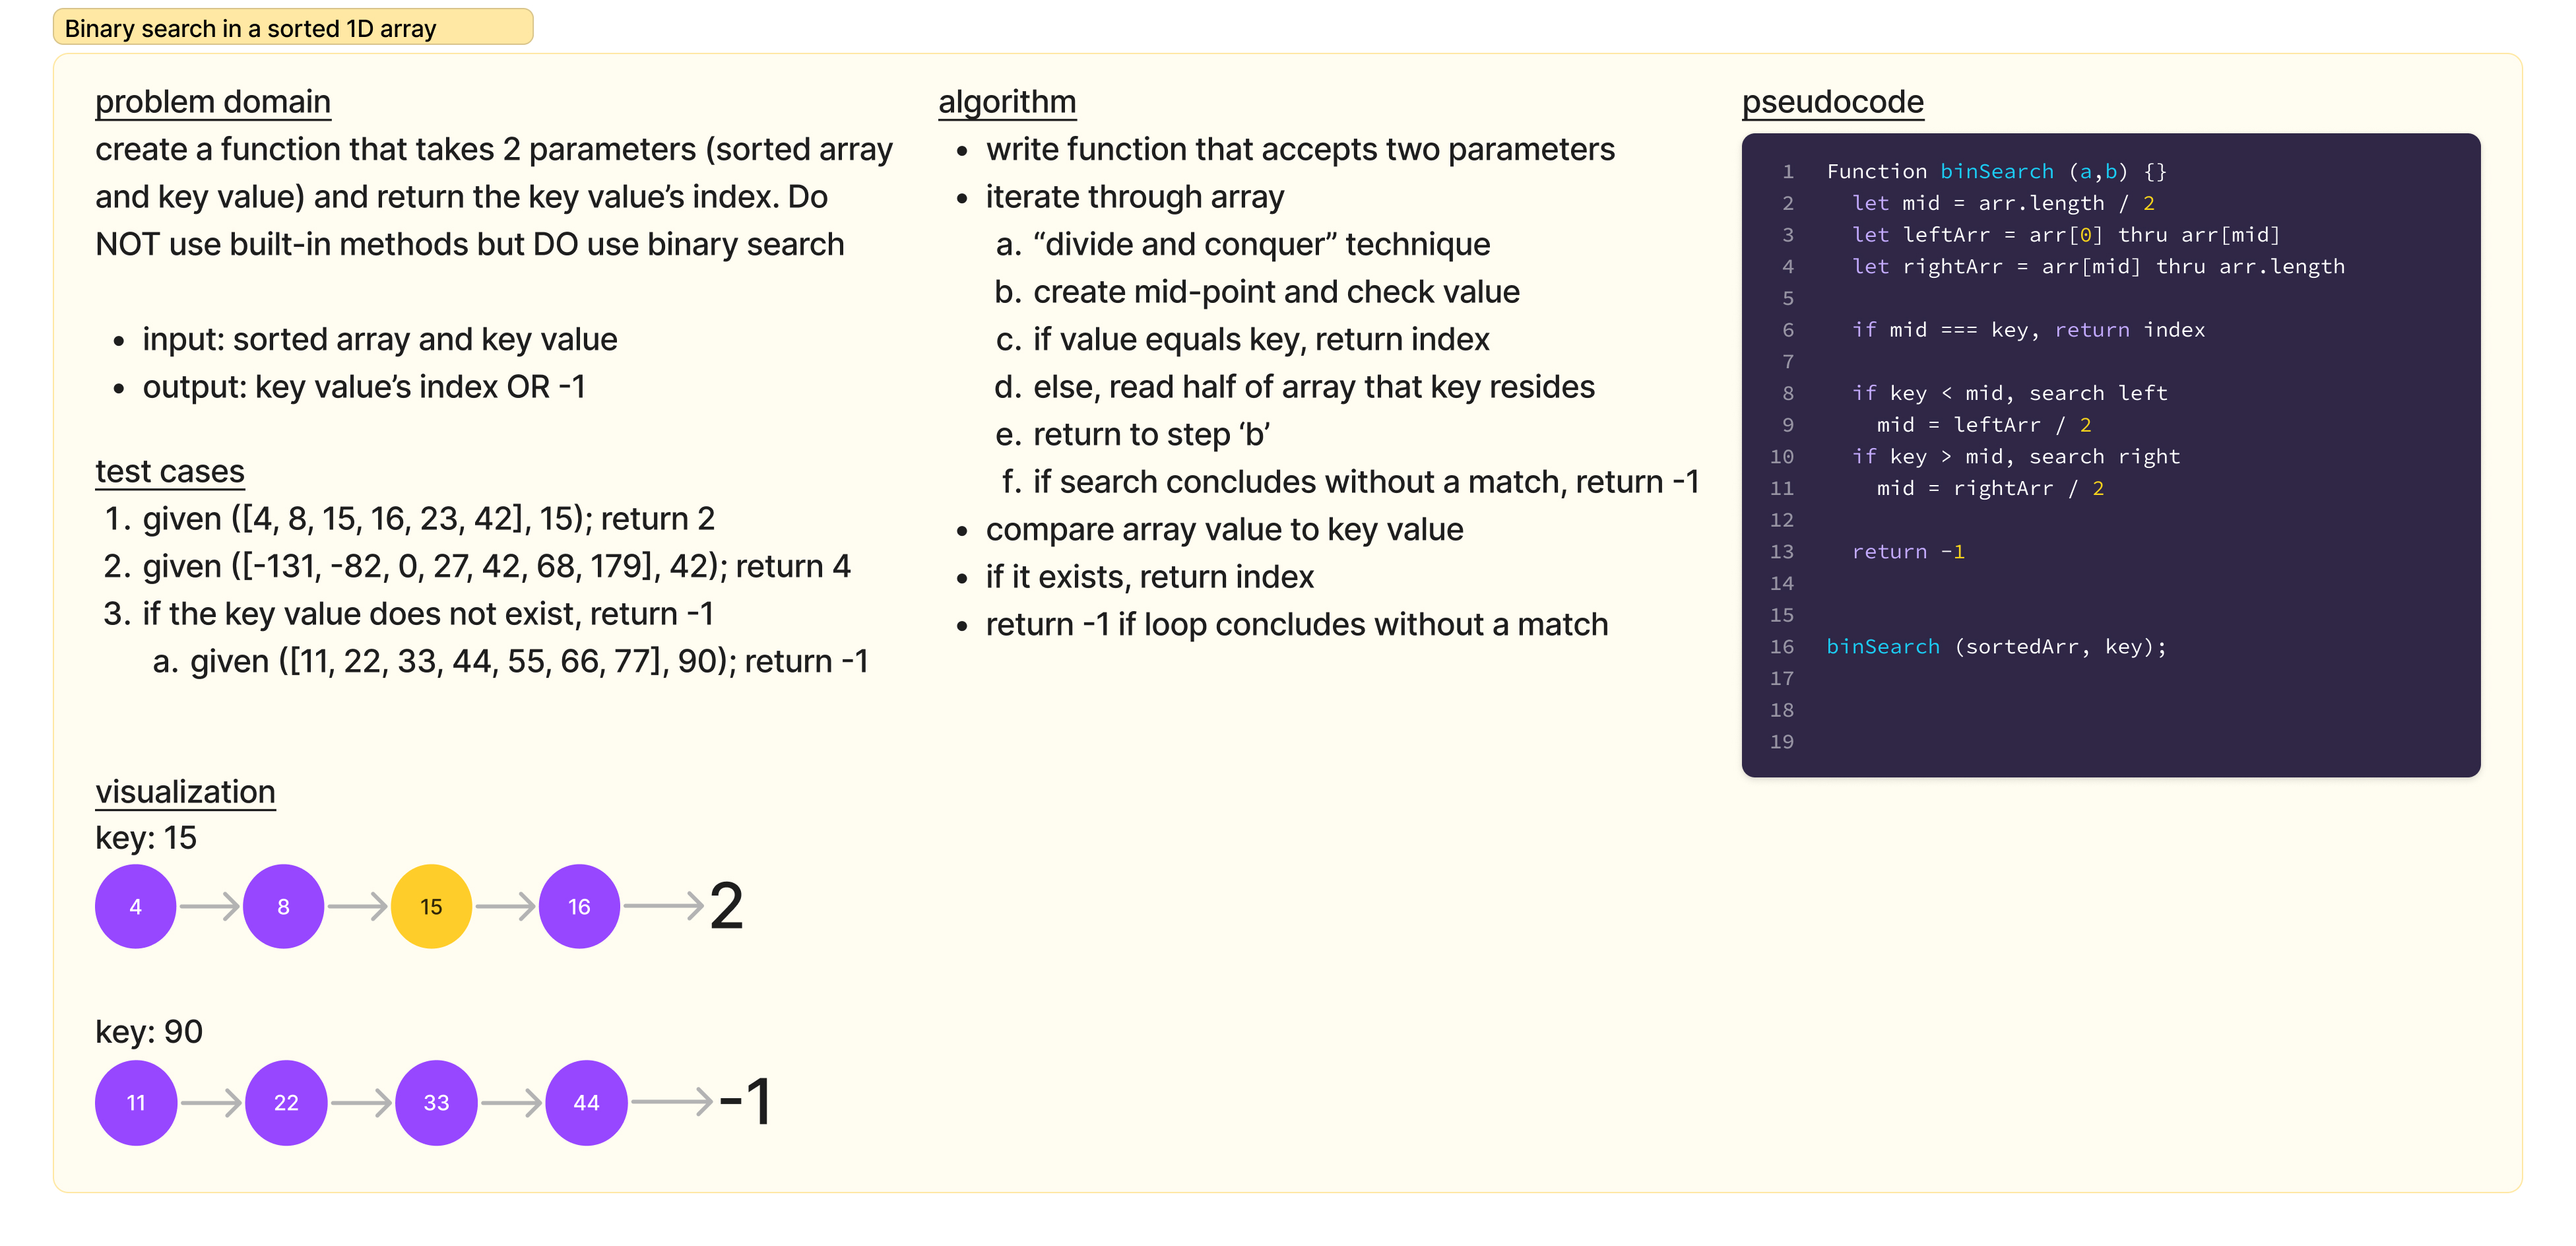 Binary search in a sorted 1D array
problem domain
create a function that takes 2 parameters (sorted array
and key value) and return the key value’s index. Do
NOT use built-in methods but DO use binary search
• input: sorted array and key value
• output: key value’s index OR -1
test cases
1. given ([4, 8, 15, 16, 23, 42], 15); return 2
2. given ([-131, -82, 0, 27, 42, 68, 179], 42); return 4
3. if the key value does not exist, return -1
a. given ([11, 22, 33, 44, 55, 66, 77], 90); return -1
visualization
key: 15
4 8 15 16 2
key: 90
11 22 33 44 -1
algorithm
• write function that accepts two parameters
• iterate through array
a. “divide and conquer” technique
b. create mid-point and check value
c. if value equals key, return index
d. else, read half of array that key resides
e. return to step ‘b’
f. if search concludes without a match, return -1
• compare array value to key value
• if it exists, return index
• return -1 if loop concludes without a match
pseudocode
1 Function binSearch (a,b) {}
2 let mid = arr.length / 2
3 let leftArr = arr[0] thru arr[mid]
4 let rightArr = arr[mid] thru arr.length
5
6 if mid === key, return index
7
8 if key < mid, search left
9 mid = leftArr / 2
10 if key > mid, search right
11 mid = rightArr / 2
12
13 return -1
14
15
16 binSearch (sortedArr, key);
17
18
19